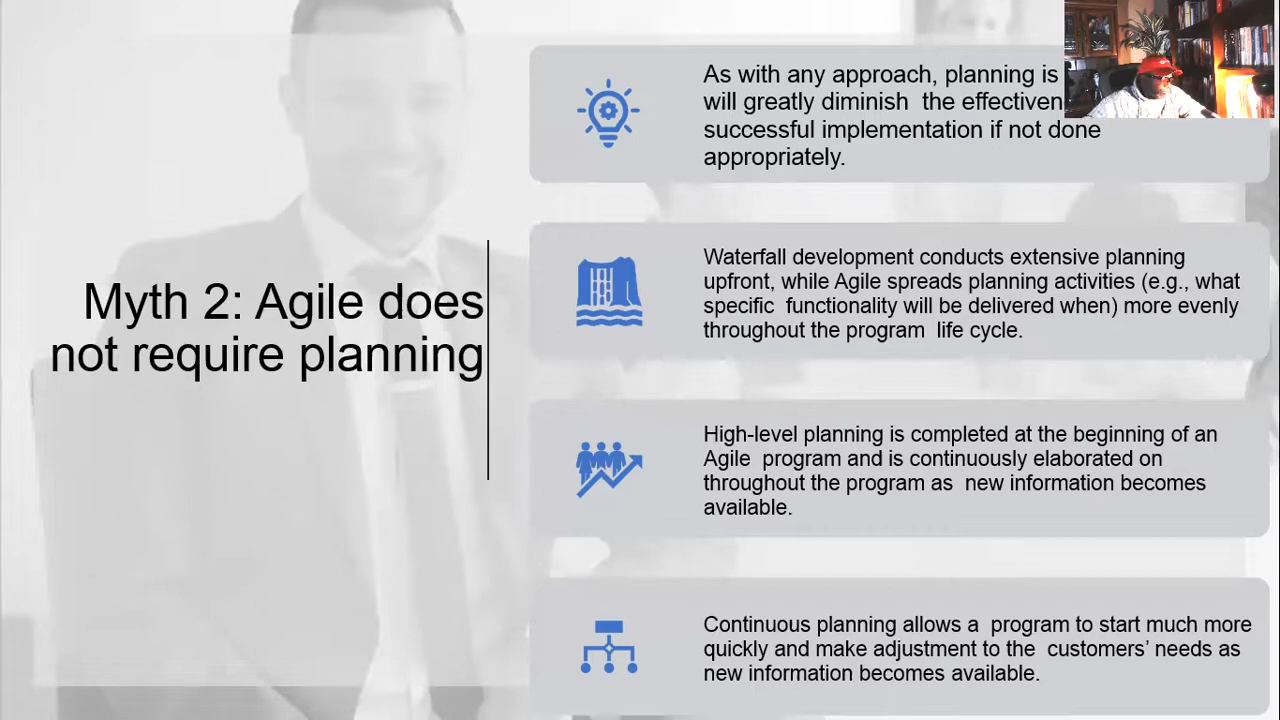 Myth 2: Agile does
not require planning
As with any approach, planning is
will greatly diminish the
successful implementation if not done
appropriately.
Waterfall development conducts extensive planning
upfront, while Agile spreads planning activities (e.g., what
specific functionality will be delivered when) more evenly
throughout the program life cycle.
High-level planning is completed at the beginning of an
Agile program and is continuously elaborated on
throughout the program as new information becomes
available.
Continuous planning allows a program to start much more
quickly and make adjustment to the customers’ needs as
new information becomes available.